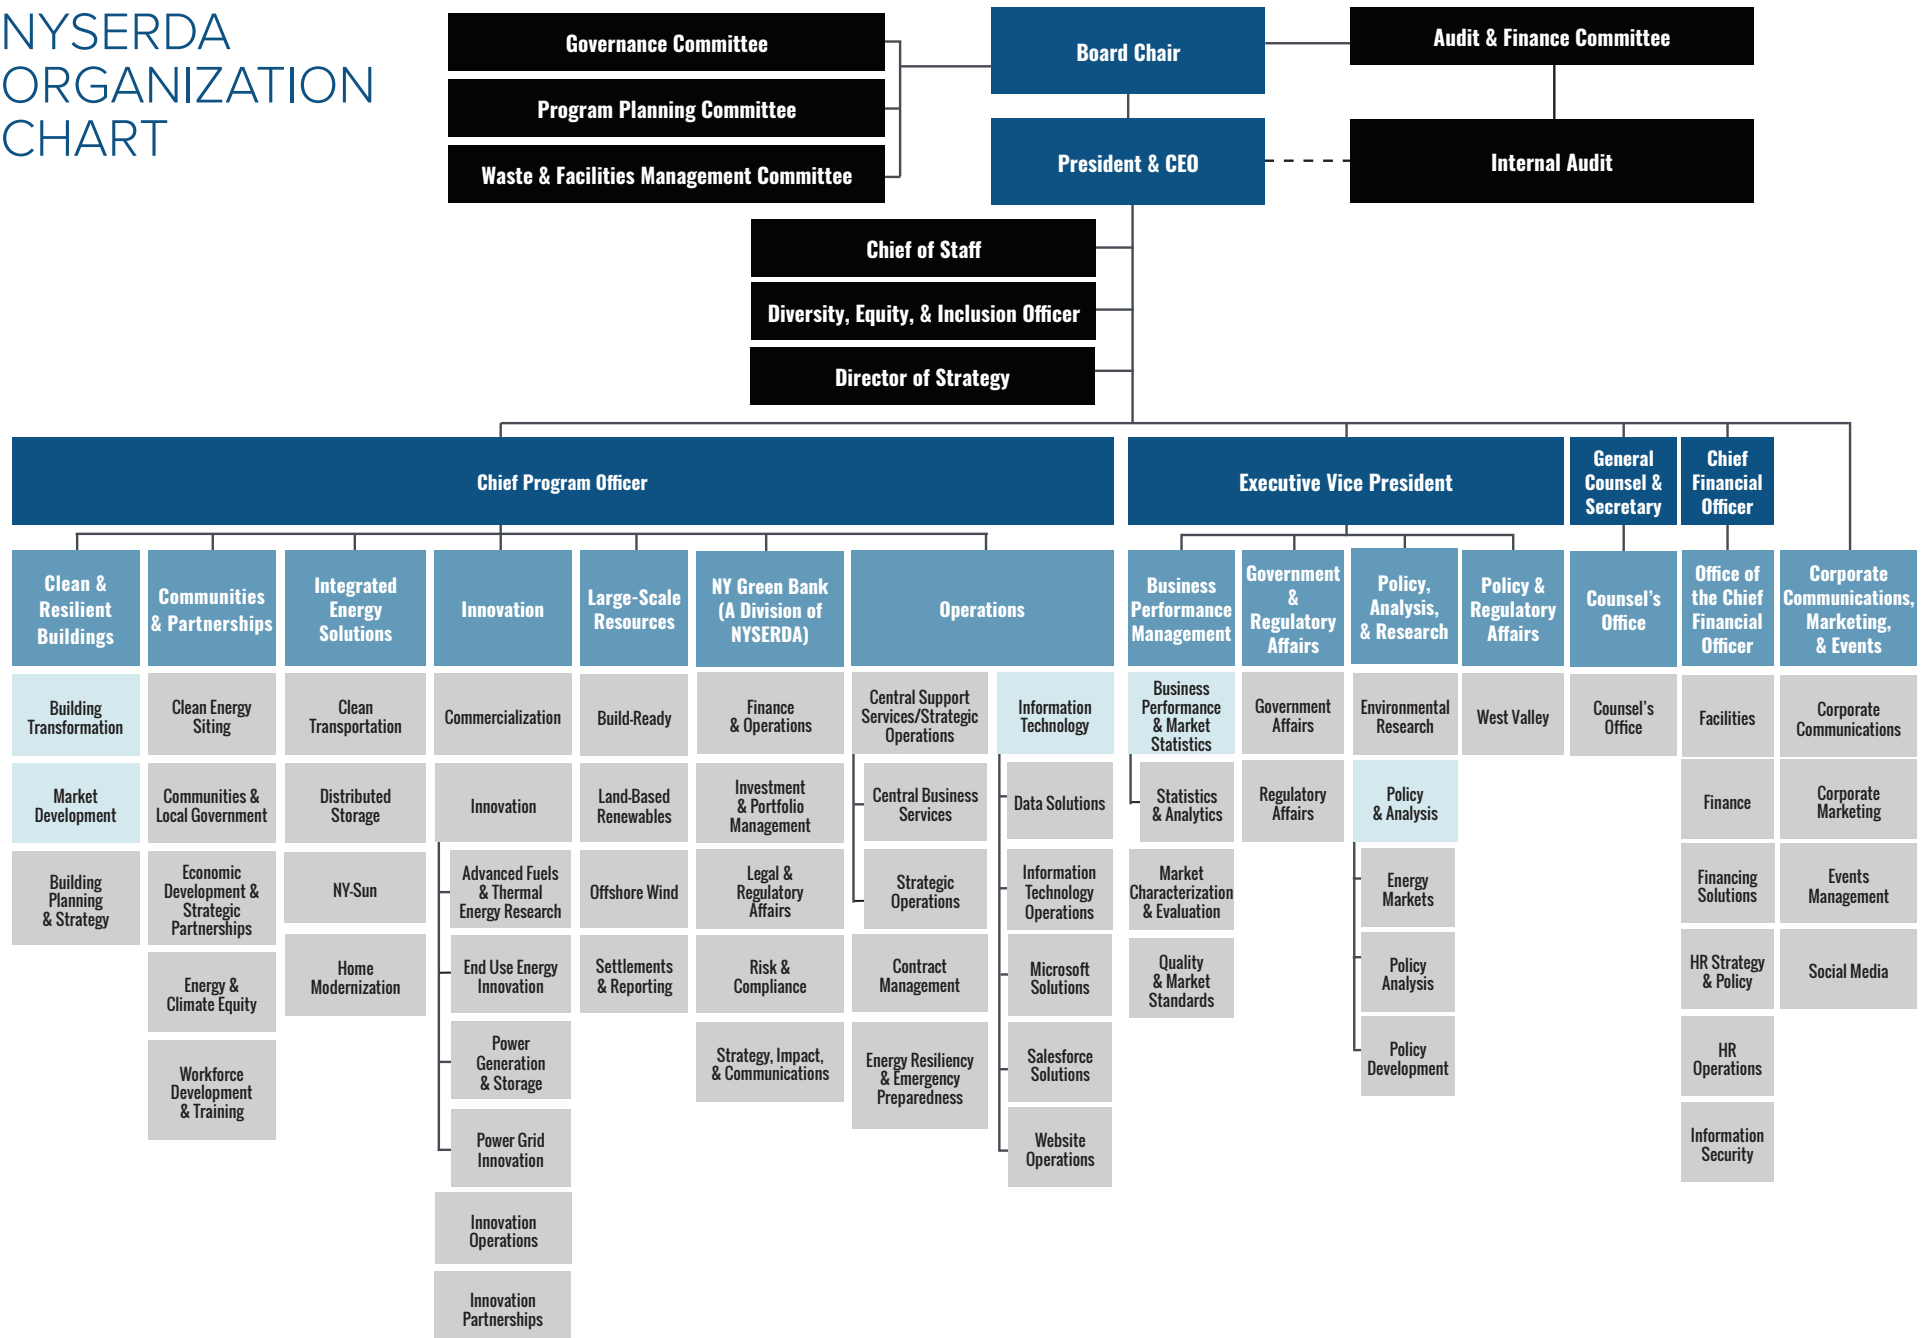 NYSERDA
ORGANIZATION
CHART
Governance Committee
Program Planning Committee
Waste & Facilities Management Committee
Board Chair
President & CEO
Audit & Finance Committee
Internal Audit
Chief of Staff
Diversity, Equity, & Inclusion Officer
Director of Strategy
Chief Program Officer
Executive Vice President
General
Counsel &
Secretary
Chief
Financial
Officer
Clean &
Resilient
Buildings
Communities
& Partnerships
Integrated
Energy
Solutions
Innovation
Large-Scale
Resources
NY Green Bank
(A Division of
NYSERDA)
Operations
Business
Performance
Management
Government
&
Regulatory
Affairs
Policy,
Analysis,
& Research
Policy &
Regulatory
Affairs
Counsel's
Office
Office of
the Chief
Financial
Officer
Corporate
Communications,
Marketing,
& Events
Building
Transformation
Market
Development
Building
Planning
& Strategy
Clean Energy
Siting
Communities &
Local Government
Economic
Development &
Strategic
Partnerships
Energy &
Climate Equity
Workforce
Development
& Training
Clean
Transportation
Distributed
Storage
NY-Sun
Home
Modernization
Commercialization
Innovation
Advanced Fuels
& Thermal
Energy Research
End Use Energy
Innovation
Power
Generation
& Storage
Power Grid
Innovation
Innovation
Operations
Innovation
Partnerships
Build-Ready
Land-Based
Renewables
Offshore Wind
Settlements
& Reporting
Finance
& Operations
Investment
& Portfolio
Management
Legal &
Regulatory
Affairs
Risk &
Compliance
Strategy, Impact,
& Communications
Central Support
Services/Strategic
Operations
Central Business
Services
Strategic
Operations
Contract
Management
Energy Resiliency
& Emergency
Preparedness
Information
Technology
Data Solutions
Information
Technology
Operations
Microsoft
Solutions
Salesforce
Solutions
Website
Operations
Business
Performance
& Market
Statistics
Statistics
& Analytics
Market
Characterization
& Evaluation
Quality
& Market
Standards
Government
Affairs
Regulatory
Affairs
Environmental
Research
Policy
& Analysis
Energy
Markets
Policy
Analysis
Policy
Development
West Valley
Counsel's
Office
Facilities
Finance
Financing
Solutions
HR Strategy
& Policy
HR
Operations
Information
Security
Corporate
Communications
Corporate
Marketing
Events
Management
Social Media